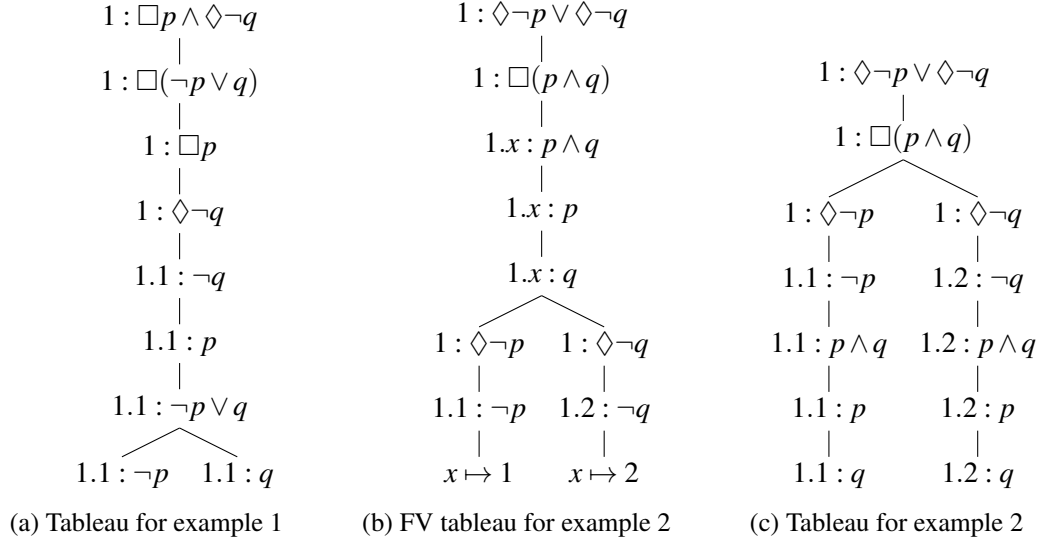 1 : □p ∧ ◇¬q
1 : □(¬p ∨ q)
1 : □p
1 : ◇¬q
1.1 : ¬q
1.1 : p
1.1 : ¬p ∨ q
1.1 : ¬p 1.1 : q
(a) Tableau for example 1
1 : ◇¬p ∨ ◇¬q
1 : □(p ∧ q)
1.x : p ∧ q
1.x : p
1.x : q
1 : ◇¬p 1 : ◇¬q
1.1 : ¬p 1.2 : ¬q
x ↦ 1 x ↦ 2
(b) FV tableau for example 2
1 : ◇¬p ∨ ◇¬q
1 : □(p ∧ q)
1 : ◇¬p 1 : ◇¬q
1.1 : ¬p 1.2 : ¬q
1.1 : p ∧ q 1.2 : p ∧ q
1.1 : p 1.2 : p
1.1 : q 1.2 : q
(c) Tableau for example 2